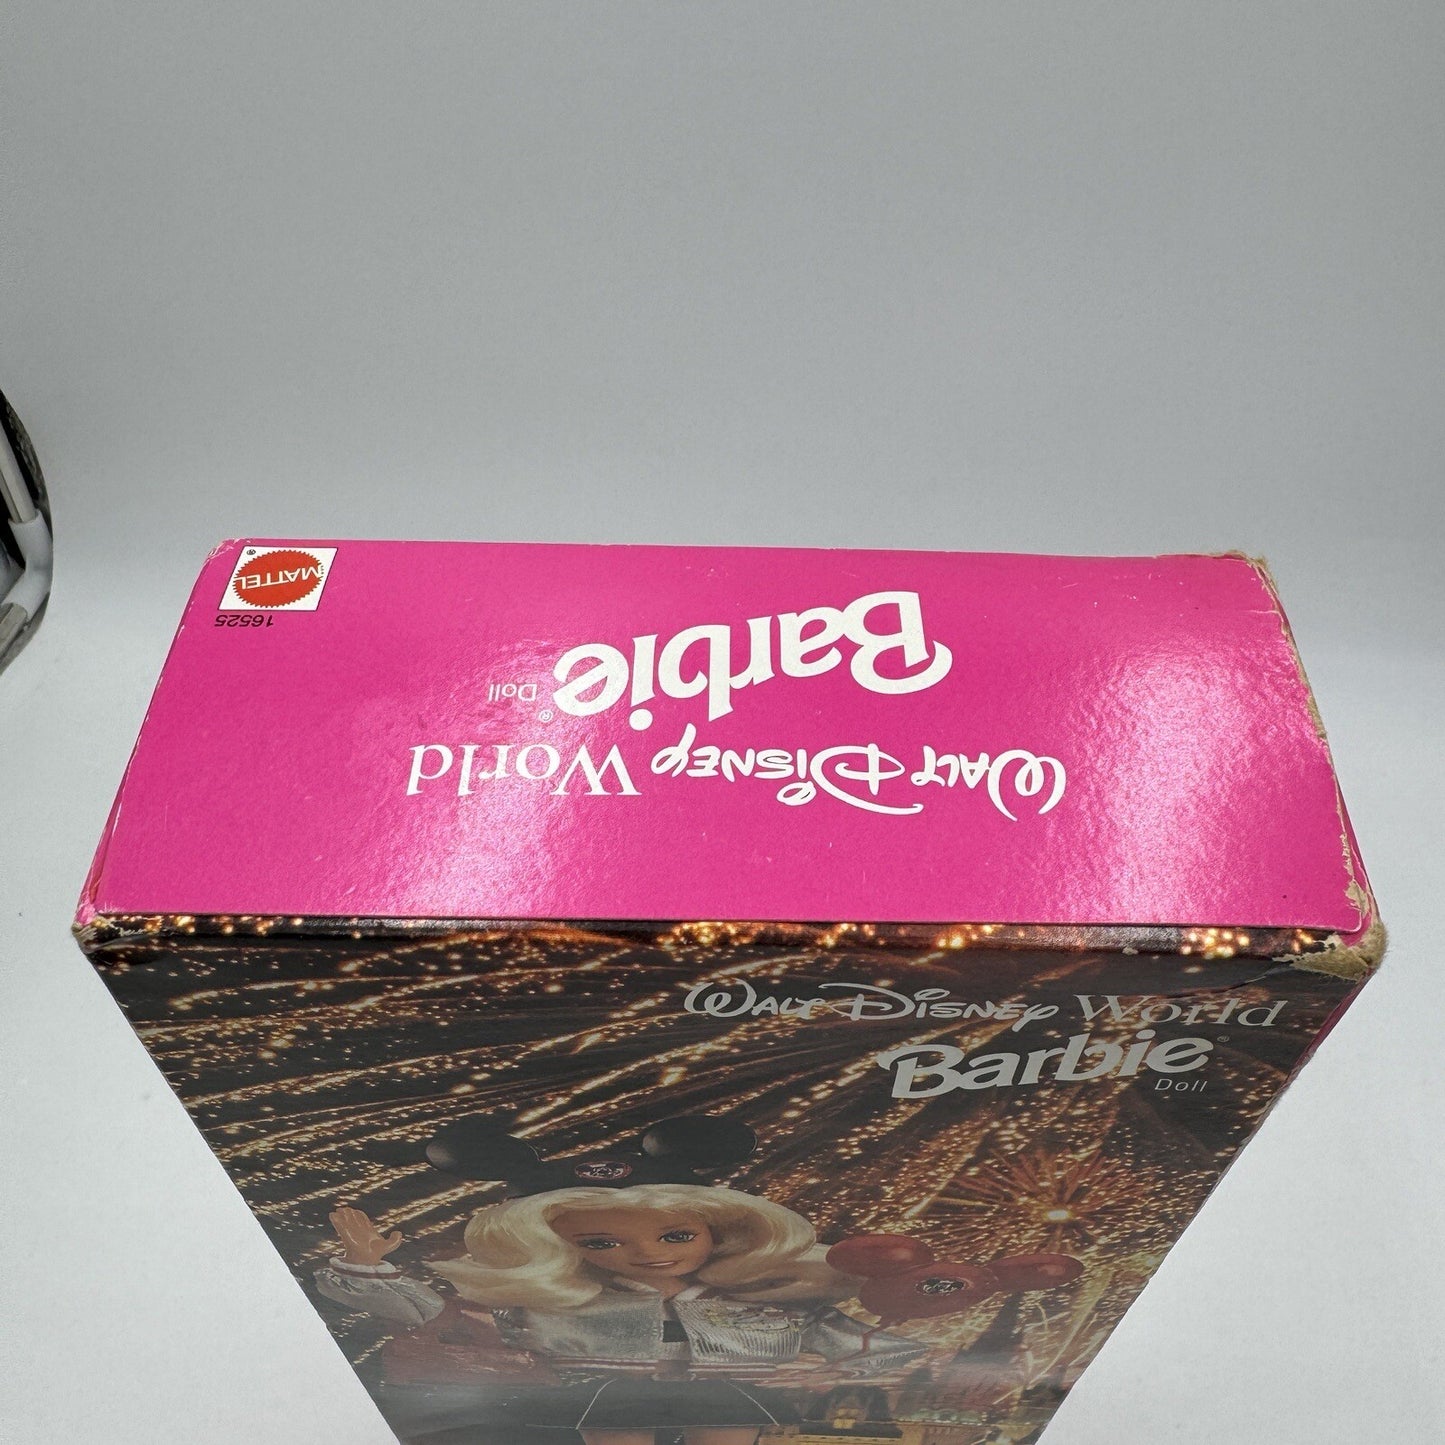 Walt Disney World
Barbie® Doll
MATTEL®
16525
Walt Disney World
Barbie®
Doll